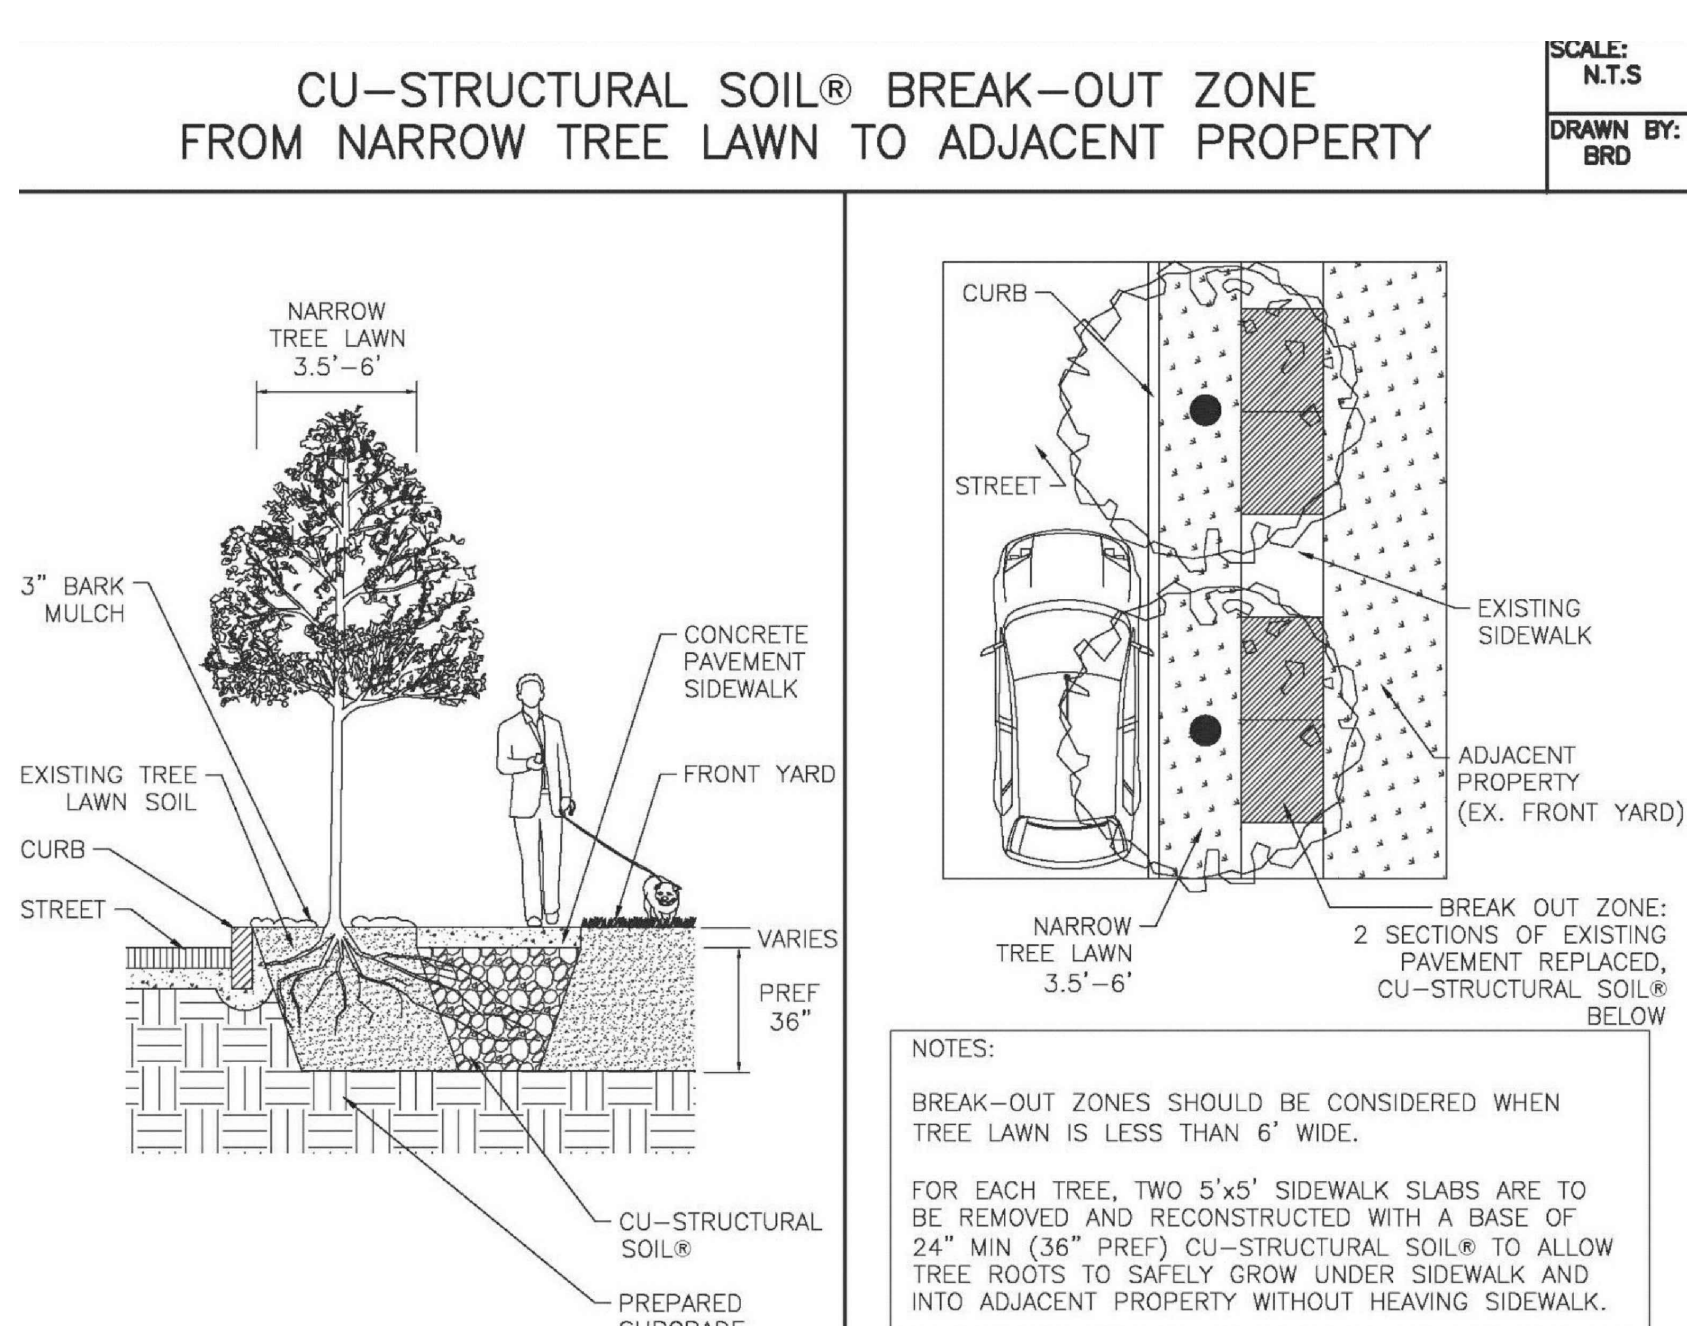 CU-STRUCTURAL SOIL® BREAK-OUT ZONE
FROM NARROW TREE LAWN TO ADJACENT PROPERTY
SCALE:
N.T.S
DRAWN BY:
BRD
NARROW
TREE LAWN
3.5'-6'
3" BARK
MULCH
EXISTING TREE
LAWN SOIL
CURB
STREET
CONCRETE
PAVEMENT
SIDEWALK
FRONT YARD
VARIES
PREF
36"
CU-STRUCTURAL
SOIL®
PREPARED
SUBGRADE
CURB
STREET
EXISTING
SIDEWALK
ADJACENT
PROPERTY
(EX. FRONT YARD)
NARROW
TREE LAWN
3.5'-6'
BREAK OUT ZONE:
2 SECTIONS OF EXISTING
PAVEMENT REPLACED,
CU-STRUCTURAL SOIL®
BELOW
NOTES:
BREAK-OUT ZONES SHOULD BE CONSIDERED WHEN
TREE LAWN IS LESS THAN 6' WIDE.
FOR EACH TREE, TWO 5'x5' SIDEWALK SLABS ARE TO
BE REMOVED AND RECONSTRUCTED WITH A BASE OF
24" MIN (36" PREF) CU-STRUCTURAL SOIL® TO ALLOW
TREE ROOTS TO SAFELY GROW UNDER SIDEWALK AND
INTO ADJACENT PROPERTY WITHOUT HEAVING SIDEWALK.